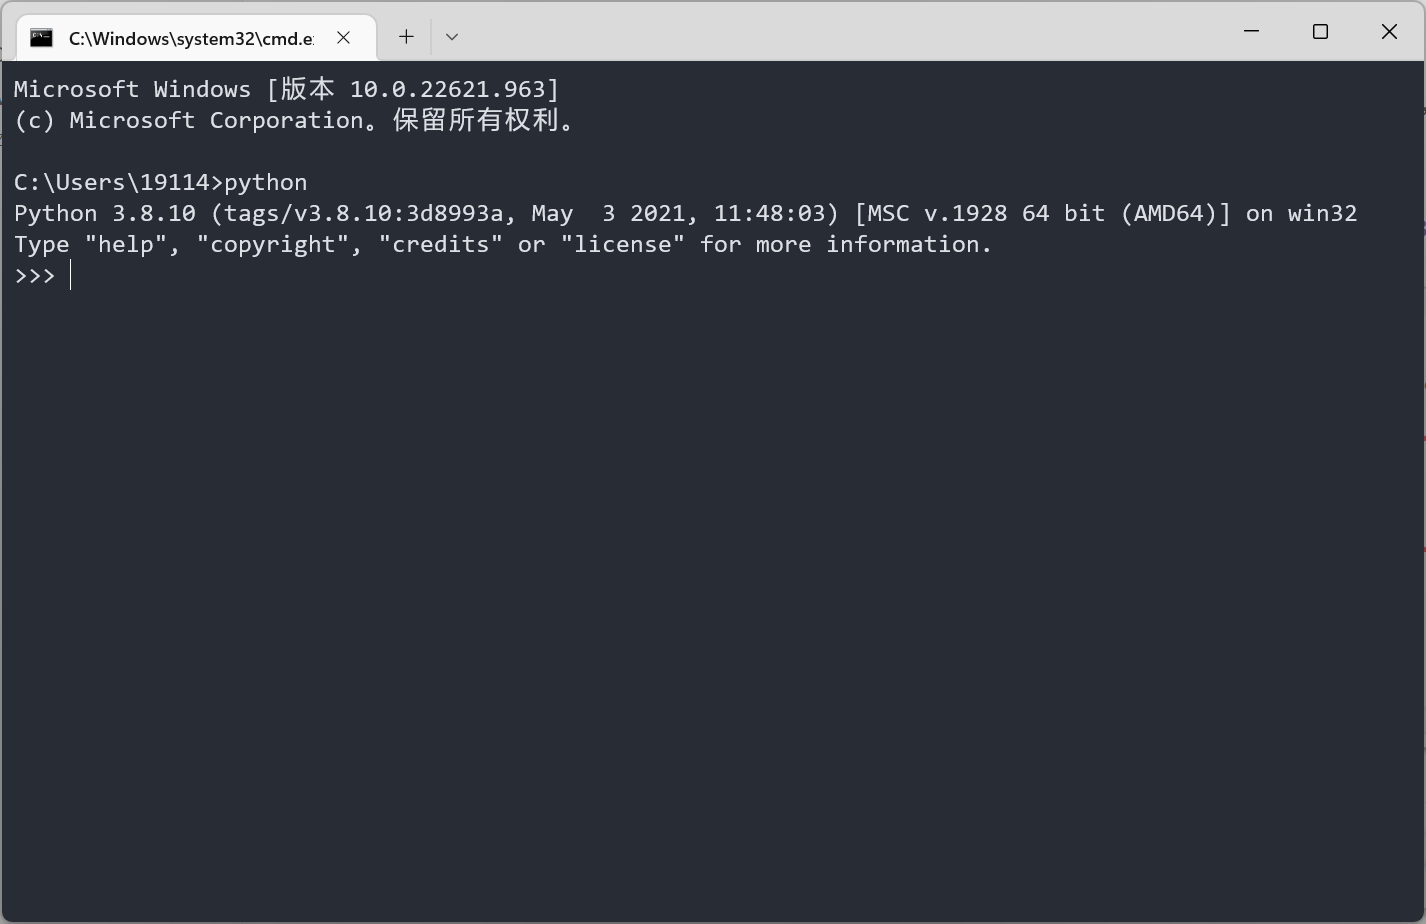 C:\Windows\system32\cmd.e
Microsoft Windows [版本 10.0.22621.963]
(c) Microsoft Corporation。保留所有权利。
C:\Users\19114>python
Python 3.8.10 (tags/v3.8.10:3d8993a, May  3 2021, 11:48:03) [MSC v.1928 64 bit (AMD64)] on win32
Type "help", "copyright", "credits" or "license" for more information.
>>>